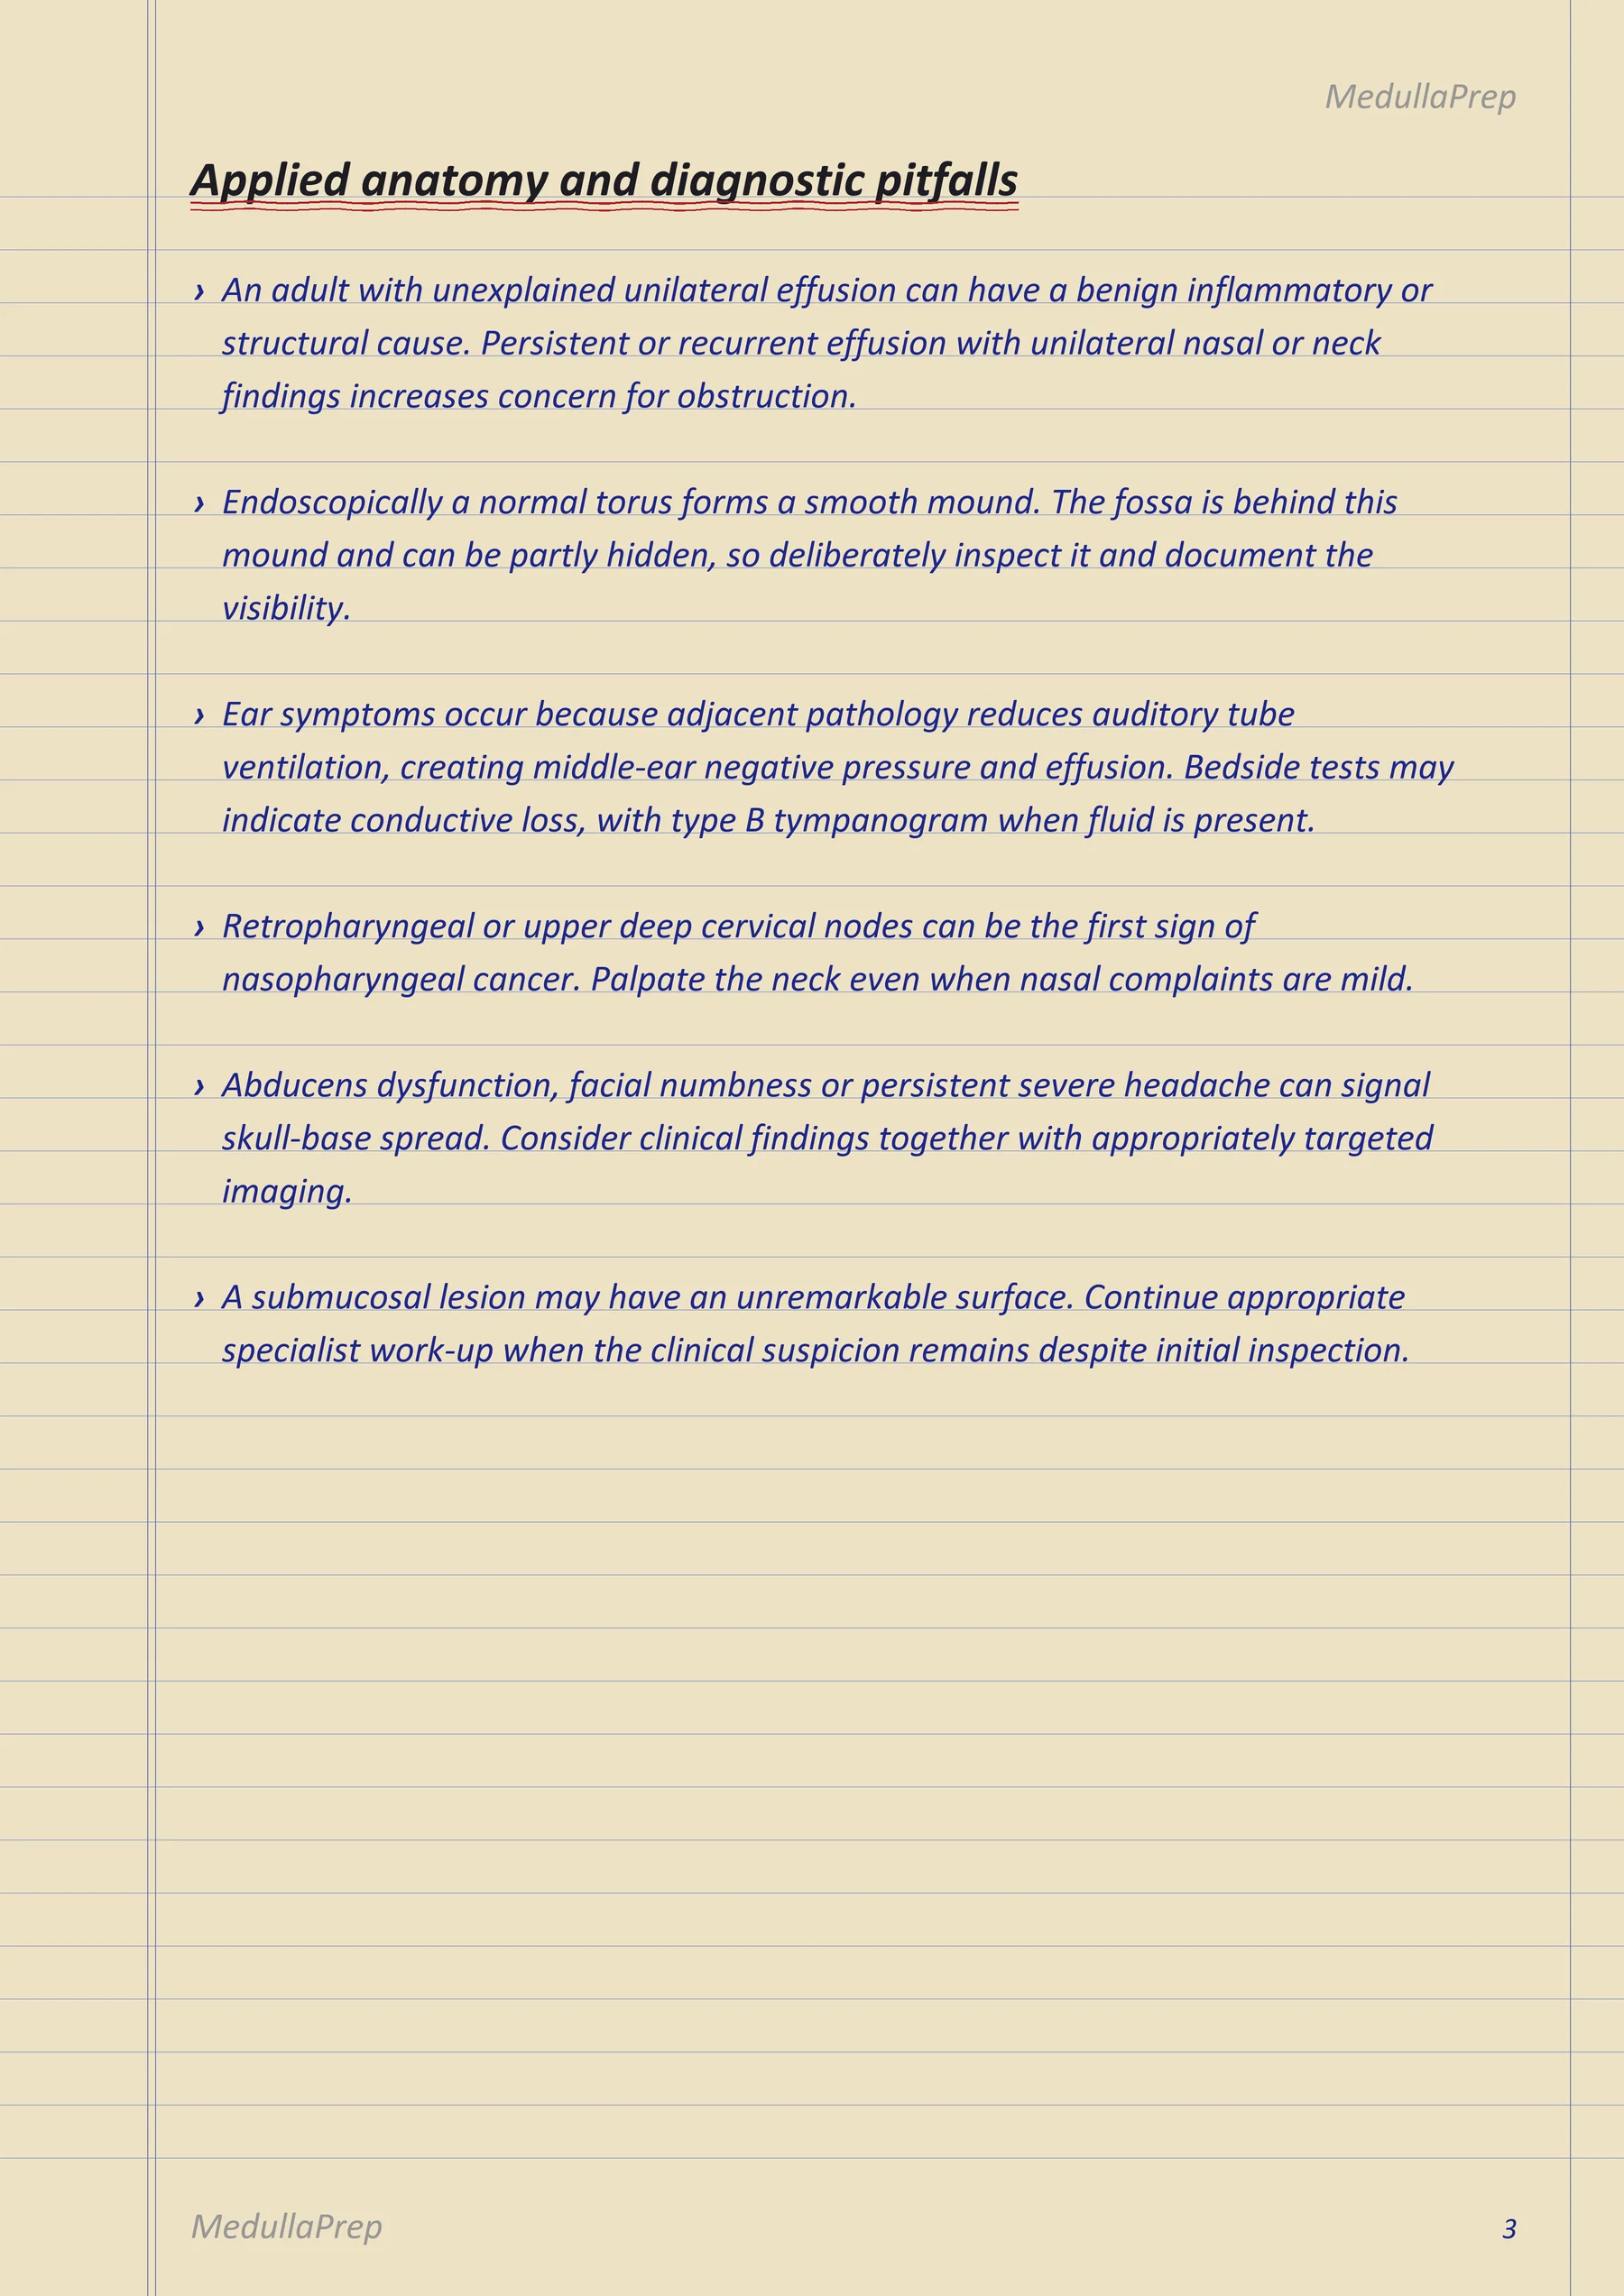 MedullaPrep
Applied anatomy and diagnostic pitfalls
› An adult with unexplained unilateral effusion can have a benign inflammatory or
structural cause. Persistent or recurrent effusion with unilateral nasal or neck
findings increases concern for obstruction.
› Endoscopically a normal torus forms a smooth mound. The fossa is behind this
mound and can be partly hidden, so deliberately inspect it and document the
visibility.
› Ear symptoms occur because adjacent pathology reduces auditory tube
ventilation, creating middle-ear negative pressure and effusion. Bedside tests may
indicate conductive loss, with type B tympanogram when fluid is present.
› Retropharyngeal or upper deep cervical nodes can be the first sign of
nasopharyngeal cancer. Palpate the neck even when nasal complaints are mild.
› Abducens dysfunction, facial numbness or persistent severe headache can signal
skull-base spread. Consider clinical findings together with appropriately targeted
imaging.
› A submucosal lesion may have an unremarkable surface. Continue appropriate
specialist work-up when the clinical suspicion remains despite initial inspection.
MedullaPrep
3